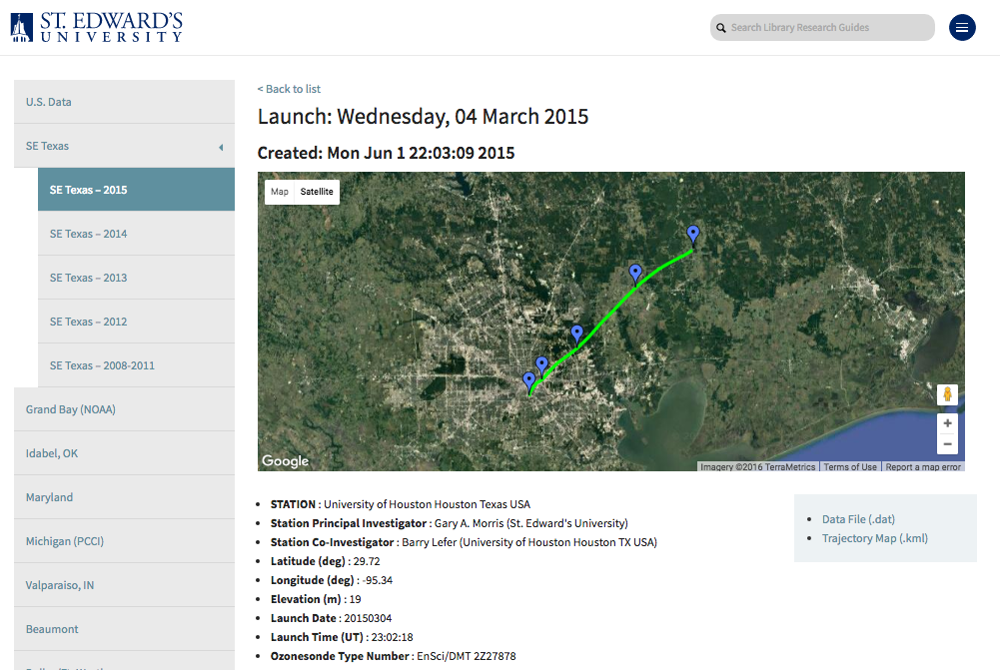 ST. EDWARD'S
UNIVERSITY
Search Library Research Guides
U.S. Data
SE Texas
SE Texas – 2015
SE Texas – 2014
SE Texas – 2013
SE Texas – 2012
SE Texas – 2008-2011
Grand Bay (NOAA)
Idabel, OK
Maryland
Michigan (PCCI)
Valparaiso, IN
Beaumont
< Back to list
Launch: Wednesday, 04 March 2015
Created: Mon Jun 1 22:03:09 2015
Map Satellite
Google
Imagery ©2016 TerraMetrics Terms of Use Report a map error
STATION : University of Houston Houston Texas USA
Station Principal Investigator : Gary A. Morris (St. Edward's University)
Station Co-Investigator : Barry Lefer (University of Houston Houston TX USA)
Latitude (deg) : 29.72
Longitude (deg) : -95.34
Elevation (m) : 19
Launch Date : 20150304
Launch Time (UT) : 23:02:18
Ozonesonde Type Number : EnSci/DMT 2Z27878
Data File (.dat)
Trajectory Map (.kml)